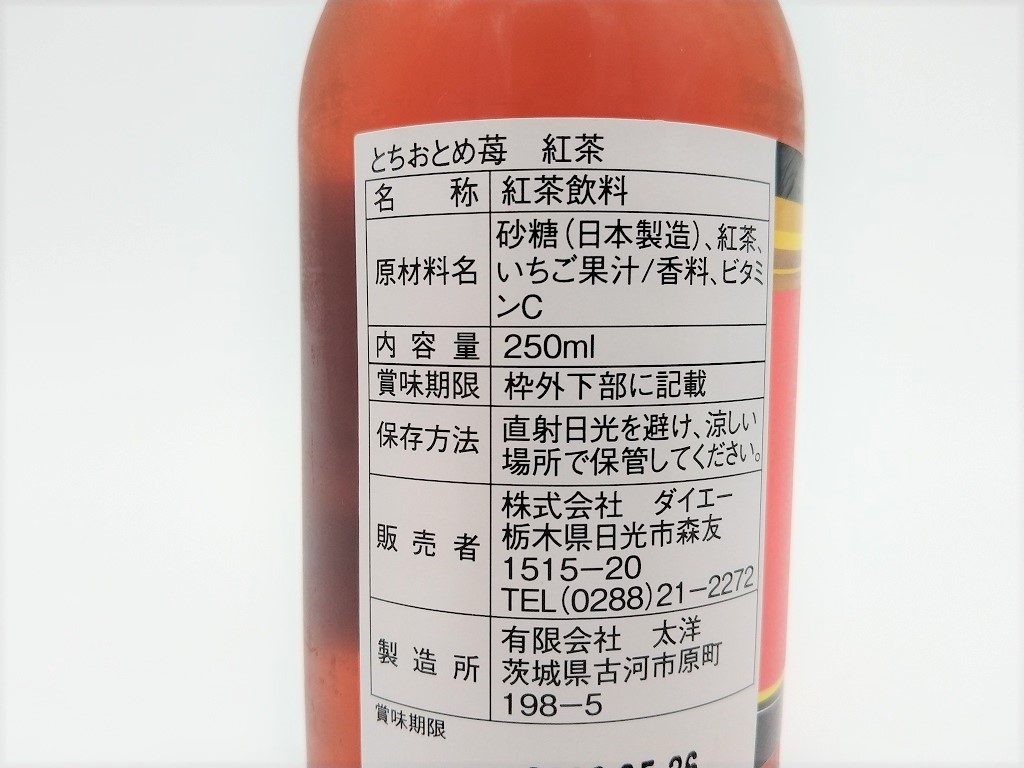 とちおとめ苺 紅茶
名称 紅茶飲料
原材料名 砂糖(日本製造)、紅茶、
いちご果汁/香料、ビタミ
ンC
内容量 250ml
賞味期限 枠外下部に記載
保存方法 直射日光を避け、涼しい
場所で保管してください。
販売者 株式会社 ダイエー
栃木県日光市森友
1515-20
TEL(0288)21-2272
製造所 有限会社 太洋
茨城県古河市原町
198-5
賞味期限